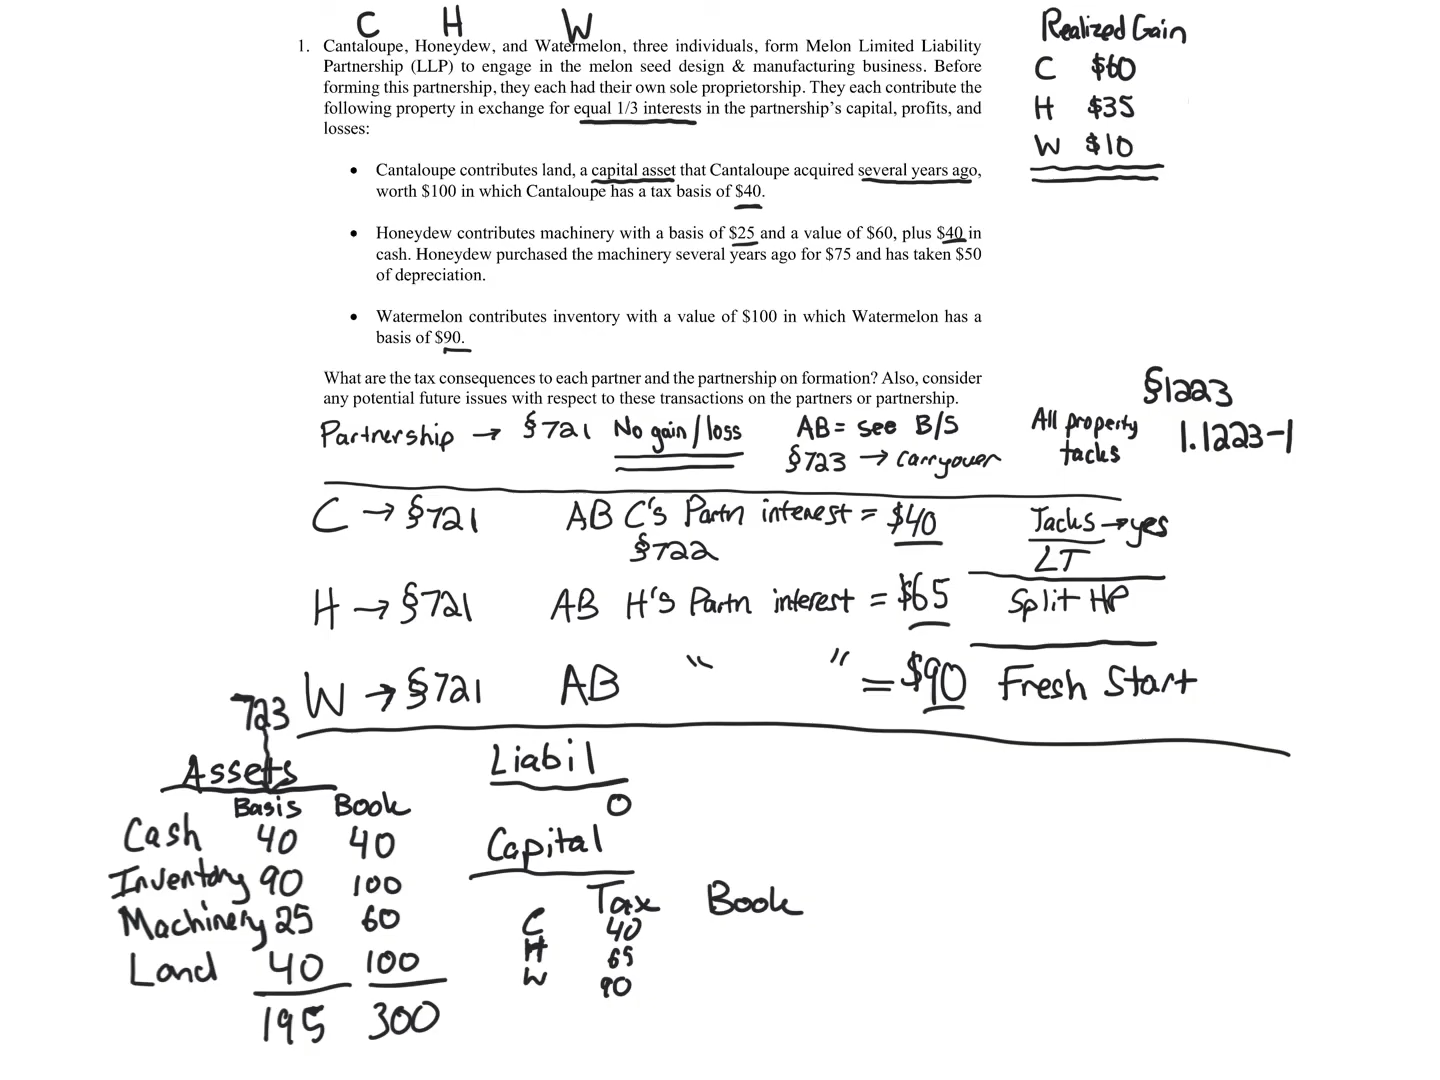 C H W
Realized Gain
C $60
H $35
W $10
1. Cantaloupe, Honeydew, and Watermelon, three individuals, form Melon Limited Liability
Partnership (LLP) to engage in the melon seed design & manufacturing business. Before
forming this partnership, they each had their own sole proprietorship. They each contribute the
following property in exchange for equal 1/3 interests in the partnership's capital, profits, and
losses:
• Cantaloupe contributes land, a capital asset that Cantaloupe acquired several years ago,
worth $100 in which Cantaloupe has a tax basis of $40.
• Honeydew contributes machinery with a basis of $25 and a value of $60, plus $40 in
cash. Honeydew purchased the machinery several years ago for $75 and has taken $50
of depreciation.
• Watermelon contributes inventory with a value of $100 in which Watermelon has a
basis of $90.
What are the tax consequences to each partner and the partnership on formation? Also, consider
any potential future issues with respect to these transactions on the partners or partnership.
Partnership → §721 No gain/loss AB = see B/S
§723 → Carryover
All property
tacks
§1223
1.1223-1
C → §721 AB C's Partn interest = $40 Tacks → yes
§722 LT
H → §721 AB H's Partn interest = $65 Split HP
W → §721 AB " " = $90 Fresh Start
723
Assets
Basis Book
Cash 40 40
Inventory 90 100
Machinery 25 60
Land 40 100
195 300
Liabil
0
Capital
Tax Book
C 40
H 65
W 90